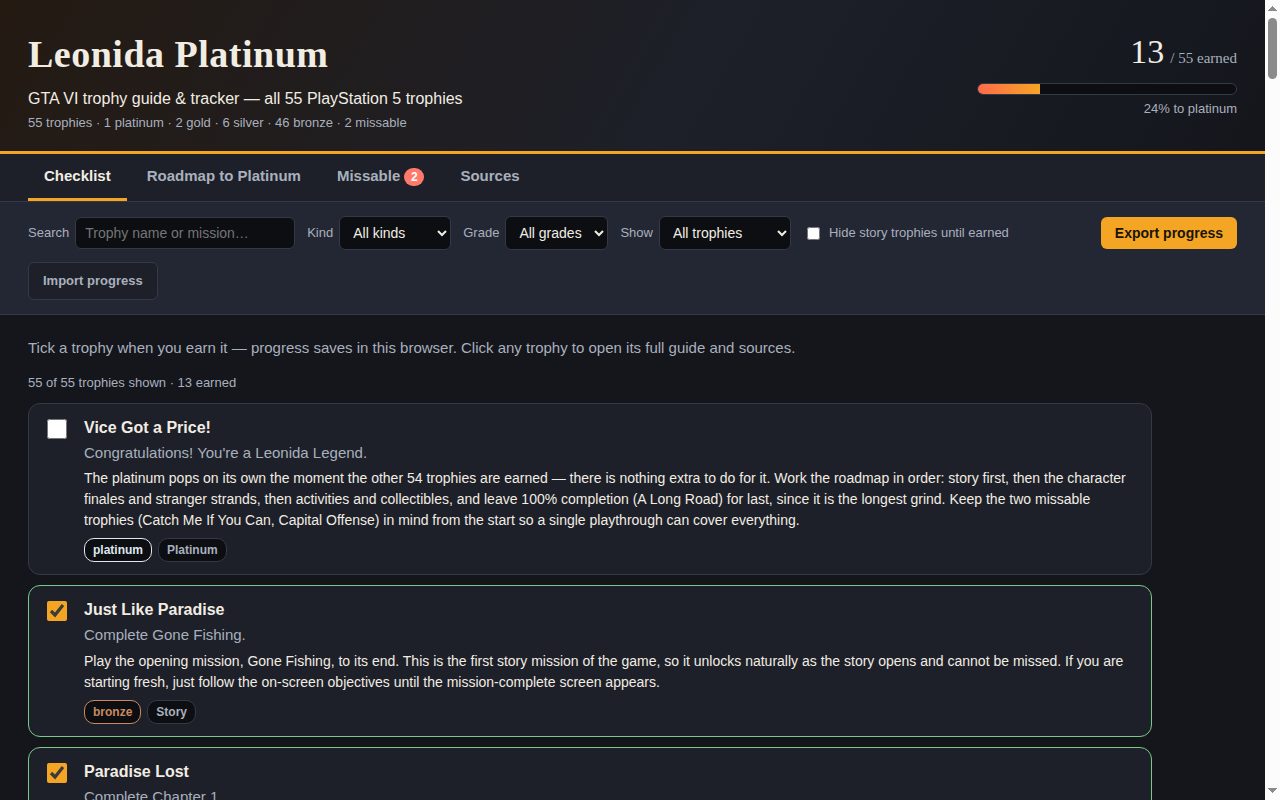 Leonida Platinum
GTA VI trophy guide & tracker — all 55 PlayStation 5 trophies
55 trophies · 1 platinum · 2 gold · 6 silver · 46 bronze · 2 missable
13 / 55 earned
24% to platinum
Checklist Roadmap to Platinum Missable 2 Sources
Search Trophy name or mission… Kind All kinds Grade All grades Show All trophies Hide story trophies until earned Export progress
Import progress
Tick a trophy when you earn it — progress saves in this browser. Click any trophy to open its full guide and sources.
55 of 55 trophies shown · 13 earned
Vice Got a Price!
Congratulations! You're a Leonida Legend.
The platinum pops on its own the moment the other 54 trophies are earned — there is nothing extra to do for it. Work the roadmap in order: story first, then the character
finales and stranger strands, then activities and collectibles, and leave 100% completion (A Long Road) for last, since it is the longest grind. Keep the two missable
trophies (Catch Me If You Can, Capital Offense) in mind from the start so a single playthrough can cover everything.
platinum Platinum
Just Like Paradise
Complete Gone Fishing.
Play the opening mission, Gone Fishing, to its end. This is the first story mission of the game, so it unlocks naturally as the story opens and cannot be missed. If you are
starting fresh, just follow the on-screen objectives until the mission-complete screen appears.
bronze Story
Paradise Lost
Complete Chapter 1